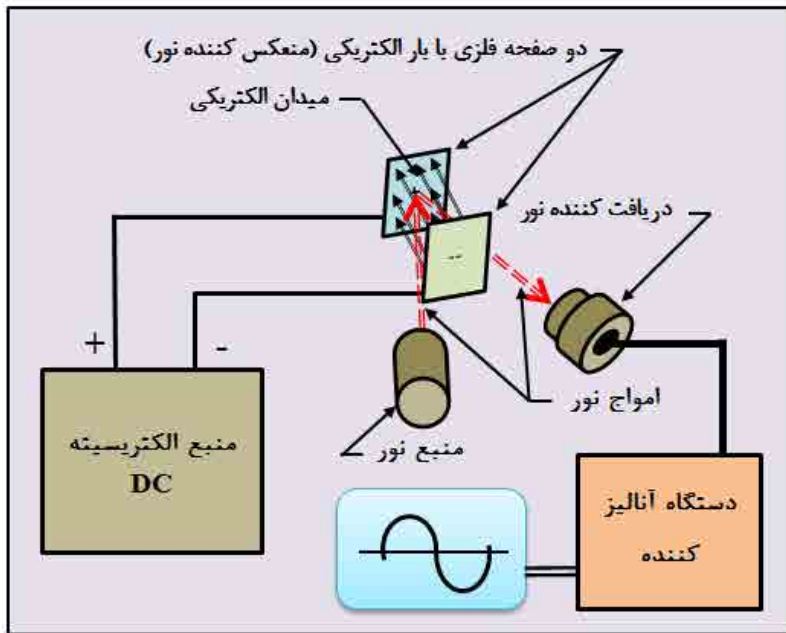 دو صفحه فلزی با بار الکتریکی (منعکس کننده نور)
میدان الکتریکی
دریافت کننده نور
+
--
+
-
امواج نور
منبع نور
منبع الکتریسیته
DC
دستگاه آنالیز
کننده